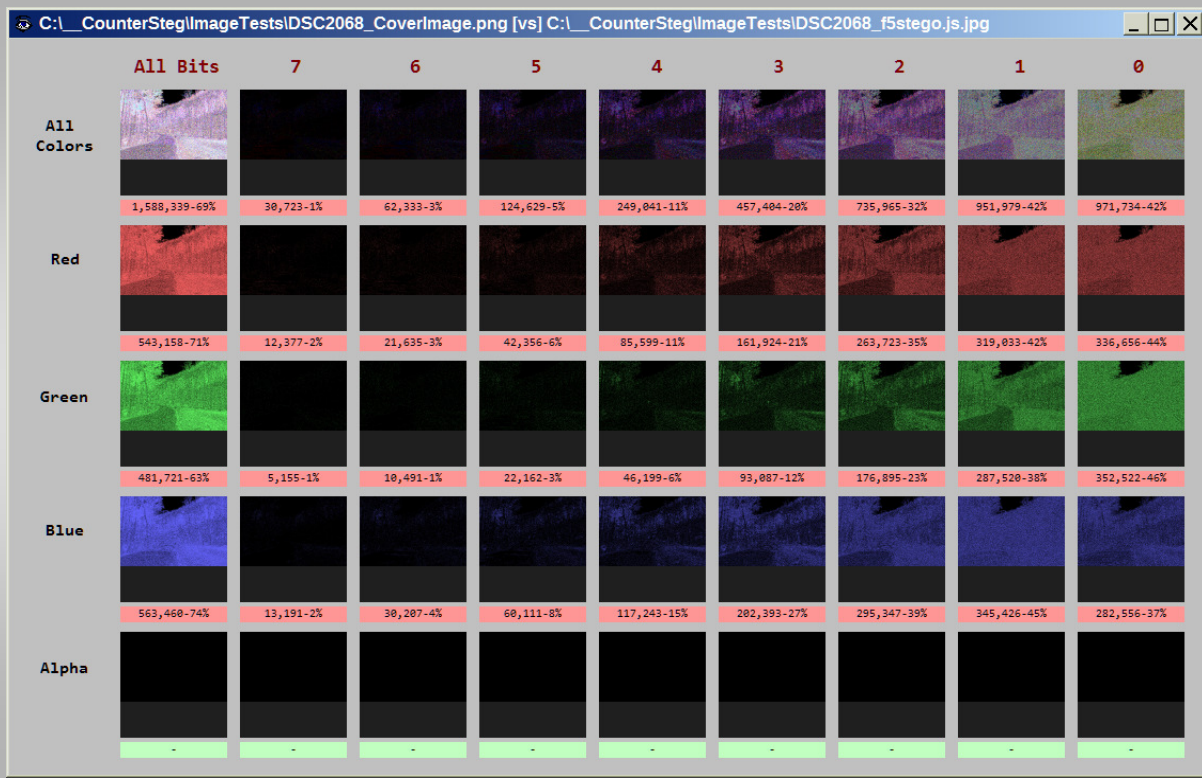 C:\__CounterSteg\ImageTests\DSC2068_CoverImage.png [vs] C:\__CounterSteg\ImageTests\DSC2068_f5stego.js.jpg
All Bits 7 6 5 4 3 2 1 0
All
Colors
1,588,339-69% 30,723-1% 62,333-3% 124,629-5% 249,041-11% 457,404-20% 735,965-32% 951,979-42% 971,734-42%
Red
543,158-71% 12,377-2% 21,635-3% 42,356-6% 85,599-11% 161,924-21% 263,723-35% 319,033-42% 336,656-44%
Green
481,721-63% 5,155-1% 10,491-1% 22,162-3% 46,199-6% 93,087-12% 176,895-23% 287,520-38% 352,522-46%
Blue
563,460-74% 13,191-2% 30,207-4% 60,111-8% 117,243-15% 202,393-27% 295,347-39% 345,426-45% 282,556-37%
Alpha
- - - - - - - - -